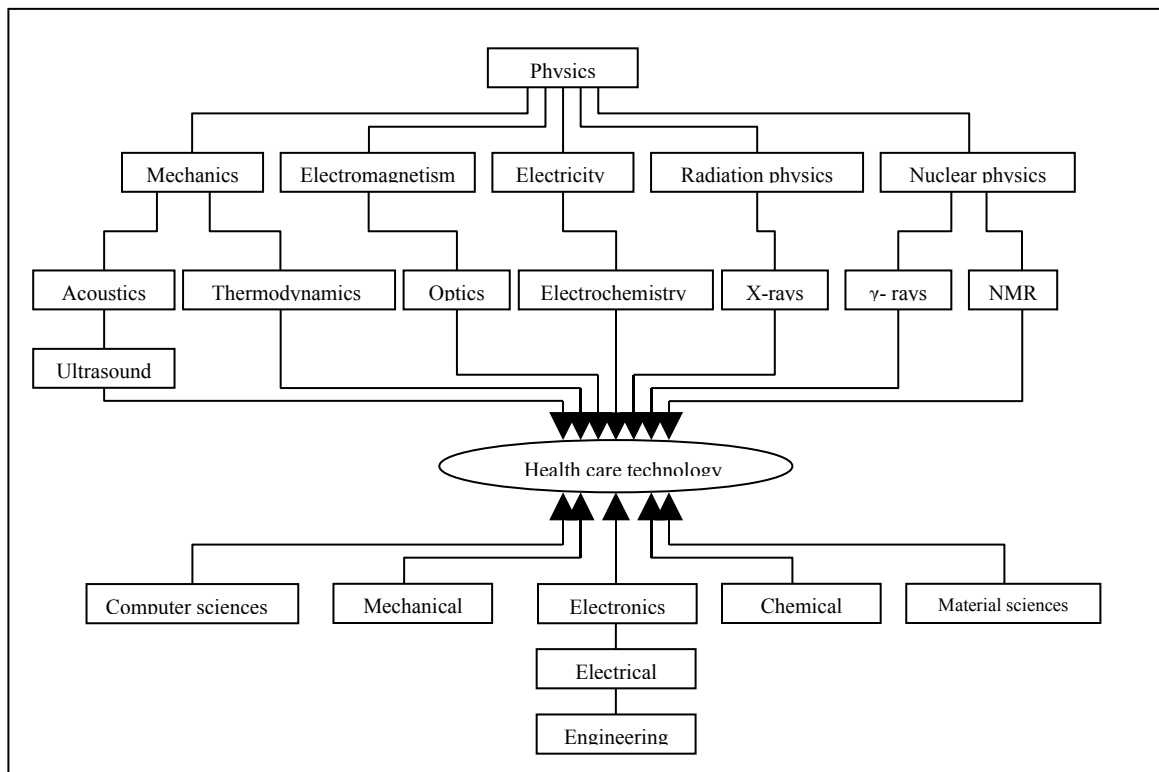 Physics
Mechanics
Electromagnetism
Electricity
Radiation physics
Nuclear physics
Acoustics
Thermodynamics
Optics
Electrochemistry
X-rays
γ- rays
NMR
Ultrasound
Health care technology
Computer sciences
Mechanical
Electronics
Chemical
Material sciences
Electrical
Engineering